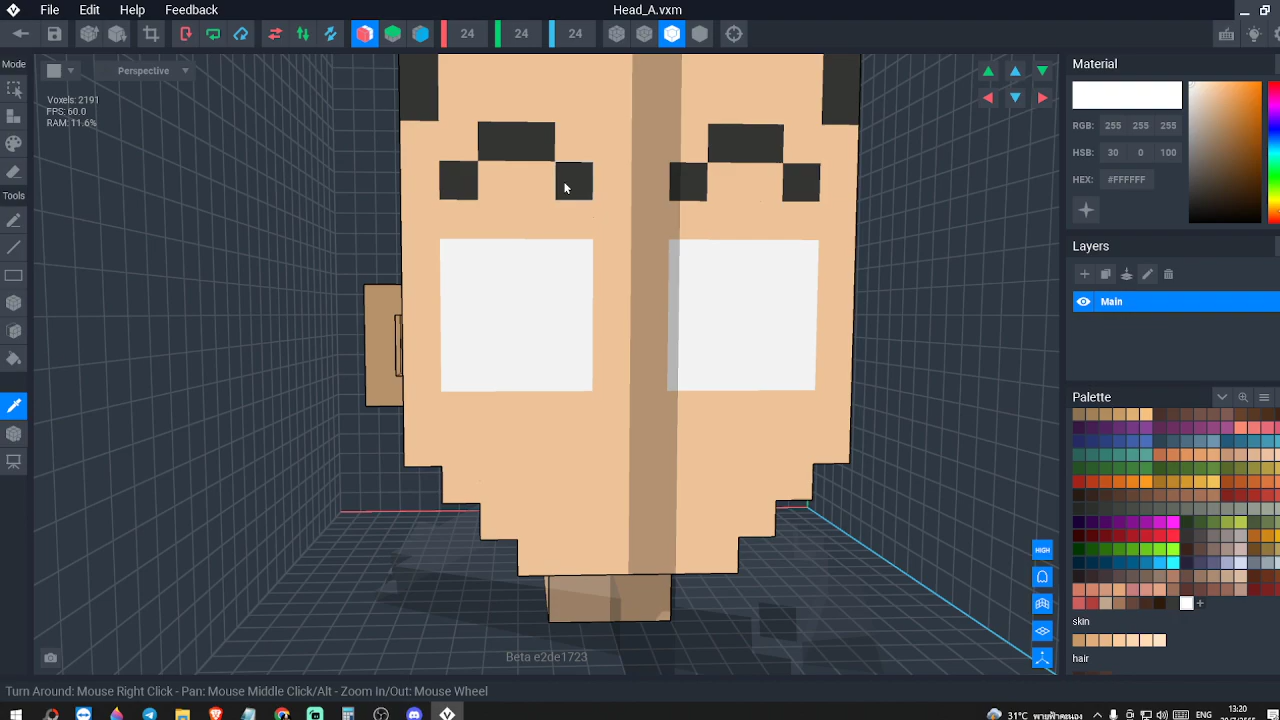 File Edit View Help Feedback
Head_A.vxm
24 24 24
Mode
Tools
Perspective
Voxels: 2191
FPS: 60.0
RAM: 11.6%
Material
RGB: 255 255 255
HSB: 30 0 100
HEX: #FFFFFF
Layers
Main
Palette
skin
hair
HIGH
Beta e2de1723
Turn Around: Mouse Right Click - Pan: Mouse Middle Click/Alt - Zoom In/Out: Mouse Wheel
31°C
ENG
13:20